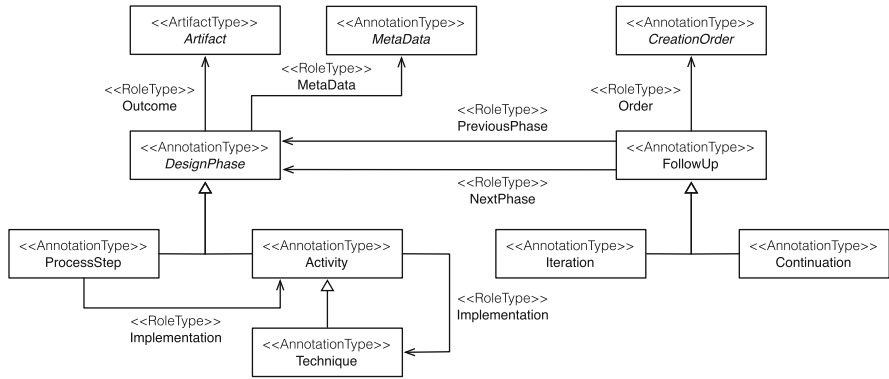 <<ArtifactType>>
Artifact
<<AnnotationType>>
MetaData
<<AnnotationType>>
CreationOrder
<<RoleType>>
MetaData
<<RoleType>>
Outcome
<<RoleType>>
Order
<<RoleType>>
PreviousPhase
<<AnnotationType>>
DesignPhase
<<AnnotationType>>
FollowUp
<<RoleType>>
NextPhase
<<AnnotationType>>
ProcessStep
<<AnnotationType>>
Activity
<<AnnotationType>>
Iteration
<<AnnotationType>>
Continuation
<<RoleType>>
Implementation
<<RoleType>>
Implementation
<<AnnotationType>>
Technique